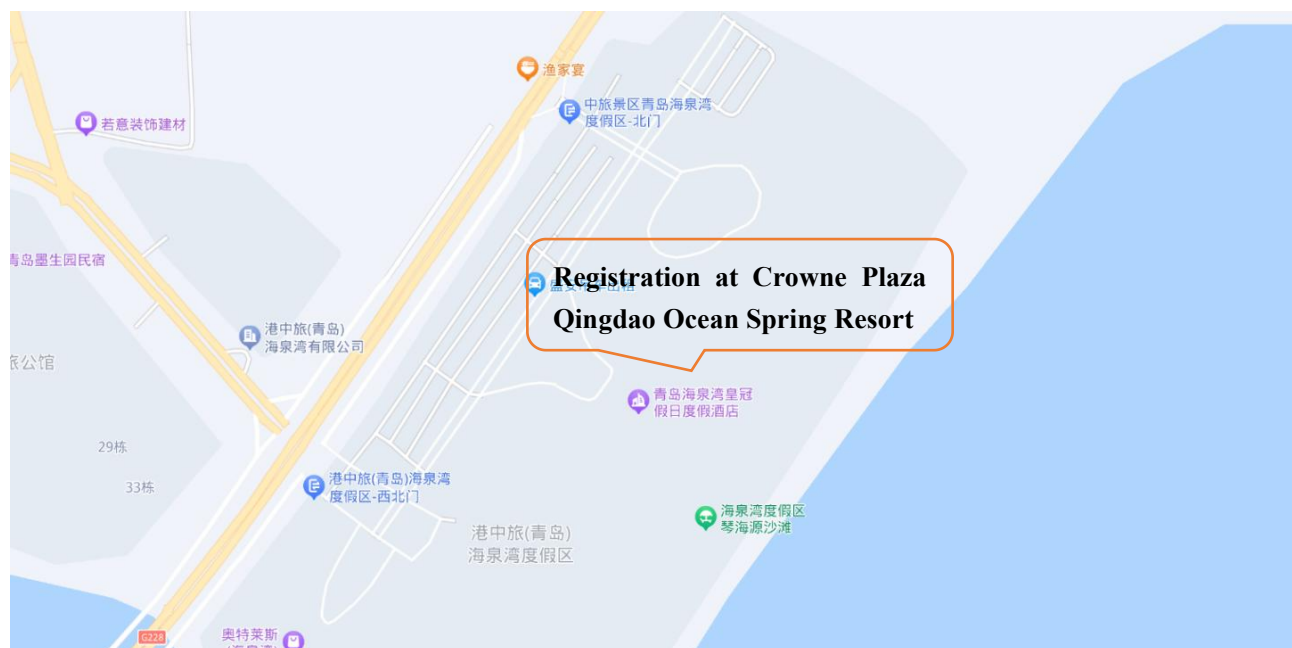 渔家宴
中旅景区青岛海泉湾
度假区-北门
若意装饰建材
青岛墨生园民宿
Registration at Crowne Plaza
Qingdao Ocean Spring Resort
港中旅(青岛)
海泉湾有限公司
青岛海泉湾皇冠
假日度假酒店
29栋
33栋
港中旅(青岛)海泉湾
度假区-西北门
海泉湾度假区
琴海源沙滩
港中旅(青岛)
海泉湾度假区
G228
奥特莱斯